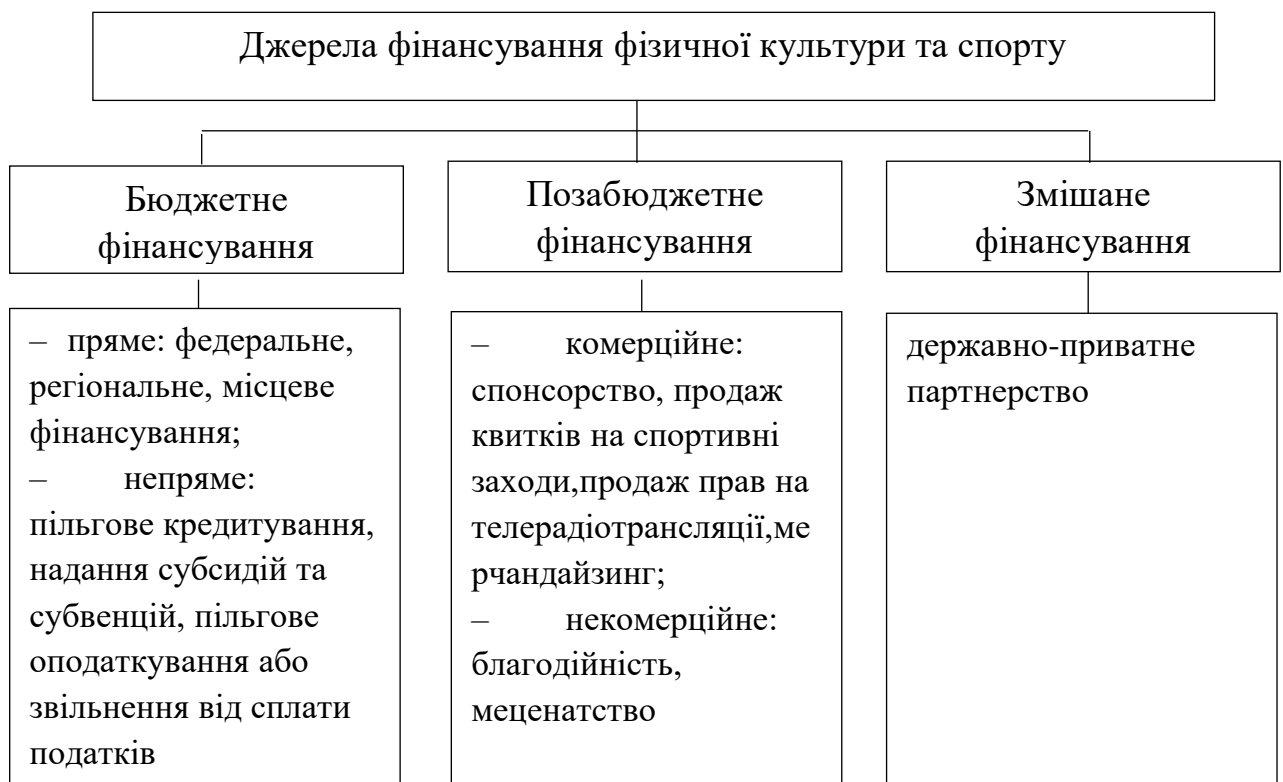 Джерела фінансування фізичної культури та спорту
Бюджетне
фінансування
Позабюджетне
фінансування
Змішане
фінансування
– пряме: федеральне,
регіональне, місцеве
фінансування;
– непряме:
пільгове кредитування,
надання субсидій та
субвенцій, пільгове
оподаткування або
звільнення від сплати
податків
– комерційне:
спонсорство, продаж
квитків на спортивні
заходи,продаж прав на
телерадіотрансляції,ме
рчандайзинг;
– некомерційне:
благодійність,
меценатство
державно-приватне
партнерство